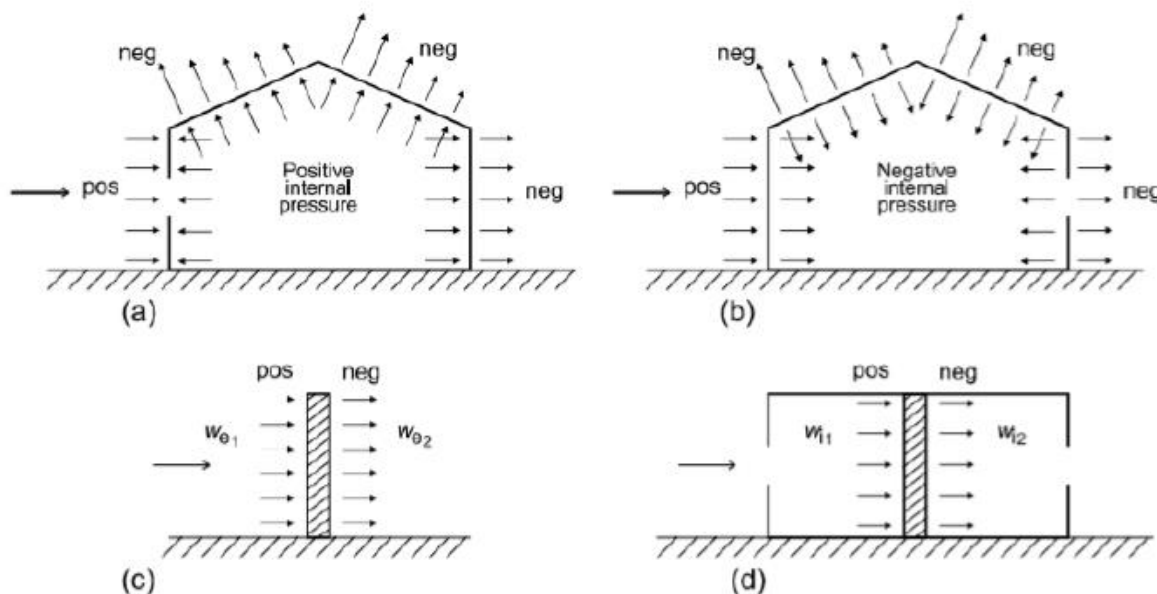 neg
neg
pos
Positive
internal
pressure
neg
(a)
neg
neg
pos
Negative
internal
pressure
neg
(b)
pos
neg
we1
we2
(c)
pos
neg
wi1
wi2
(d)